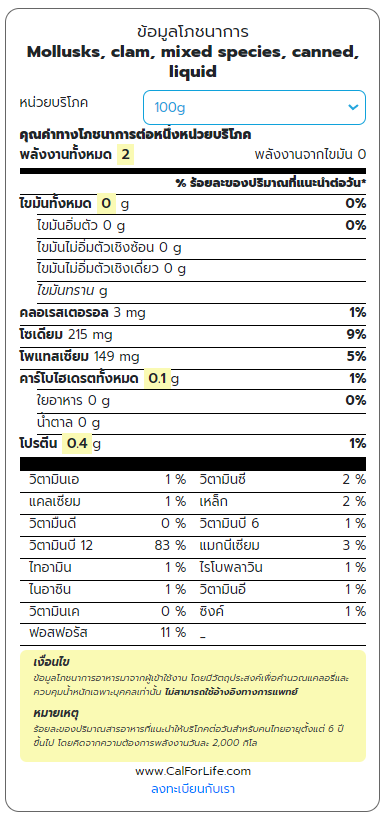 ข้อมูลโภชนาการ
Mollusks, clam, mixed species, canned,
liquid
หน่วยบริโภค 100g
คุณค่าทางโภชนาการต่อหนึ่งหน่วยบริโภค
พลังงานทั้งหมด 2 พลังงานจากไขมัน 0
% ร้อยละของปริมาณที่แนะนำต่อวัน*
ไขมันทั้งหมด 0 g 0%
ไขมันอิ่มตัว 0 g 0%
ไขมันไม่อิ่มตัวเชิงซ้อน 0 g
ไขมันไม่อิ่มตัวเชิงเดี่ยว 0 g
ไขมันทราน g
คลอเรสเตอรอล 3 mg 1%
โซเดียม 215 mg 9%
โพแทสเซียม 149 mg 5%
คาร์โบไฮเดรตทั้งหมด 0.1 g 1%
ใยอาหาร 0 g 0%
น้ำตาล 0 g
โปรตีน 0.4 g 1%
วิตามินเอ 1 % วิตามินซี 2 %
แคลเซียม 1 % เหล็ก 2 %
วิตามืนดี 0 % วิตามินบี 6 1 %
วิตามินบี 12 83 % แมกนีเซียม 3 %
ไทอามิน 1 % ไรโบพลาวิน 1 %
ไนอาซิน 1 % วิตามินอี 1 %
วิตามินเค 0 % ซิงค์ 1 %
ฟอสฟอรัส 11 % _
เงื่อนไข
ข้อมูลโภชนาการอาหารมาจากผู้เข้าใช้งาน โดยมีวัตถุประสงค์เพื่อคำนวณแคลอรี่และ
ควบคุมน้ำหนักเฉพาะบุคคลเท่านั้น ไม่สามารถใช้อ้างอิงทางการแพทย์
หมายเหตุ
ร้อยละของปริมาณสารอาหารที่แนะนำให้บริโภคต่อวันสำหรับคนไทยอายุตั้งแต่ 6 ปี
ขึ้นไป โดยคิดจากความต้องการพลังงานวันละ 2,000 กิโล
www.CalForLife.com
ลงทะเบียนกับเรา